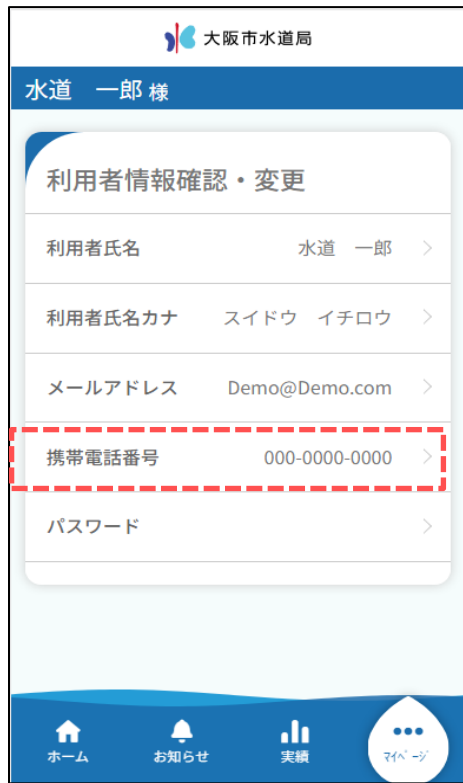 大阪市水道局
水道　一郎 様
利用者情報確認・変更
利用者氏名　水道　一郎
利用者氏名カナ　スイドウ　イチロウ
メールアドレス　Demo@Demo.com
携帯電話番号　000-0000-0000
パスワード
ホーム　お知らせ　実績　ﾏｲﾍﾟｰｼﾞ